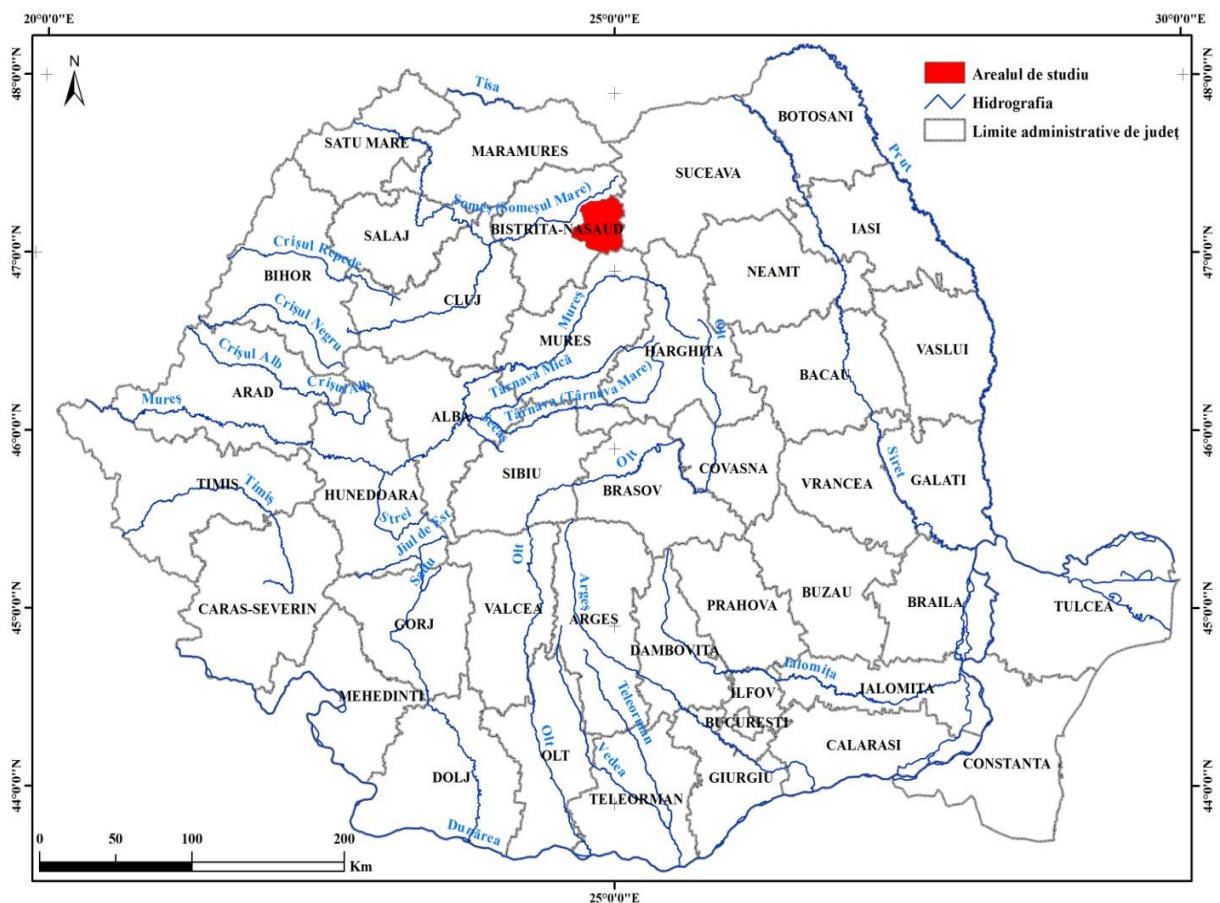 20°0'0"E
25°0'0"E
30°0'0"E
48°0'0"N
47°0'0"N
46°0'0"N
45°0'0"N
44°0'0"N
48°0'0"N
47°0'0"N
46°0'0"N
45°0'0"N
44°0'0"N
N
Arealul de studiu
Hidrografia
Limite administrative de județ
Tisa
BOTOSANI
SATU MARE
MARAMURES
SUCEAVA
Prut
Someș (Someșul Mare)
SALAJ
BISTRITA-NASAUD
IASI
Crișul Repede
BIHOR
NEAMT
CLUJ
Crișul Negru
Mureș
MURES
Olt
HARGHITA
VASLUI
Crișul Alb
Târnava Mică
BACAU
ARAD
Crișul Alb
Mureș
ALBA
Târnava (Târnava Mare)
Secaș
SIBIU
Olt
COVASNA
TIMIS
Timiș
HUNEDOARA
BRASOV
VRANCEA
Siret
GALATI
Strei
Jiul de Est
Sadu
Olt
CARAS-SEVERIN
GORJ
VALCEA
Argeș
ARGES
PRAHOVA
BUZAU
BRAILA
TULCEA
DAMBOVITA
Ialomița
MEHEDINTI
ILFOV
IALOMITA
Teleorman
BUCURESTI
Olt
OLT
Vedea
CALARASI
CONSTANTA
DOLJ
TELEORMAN
GIURGIU
Dunărea
0 50 100 200
Km
25°0'0"E